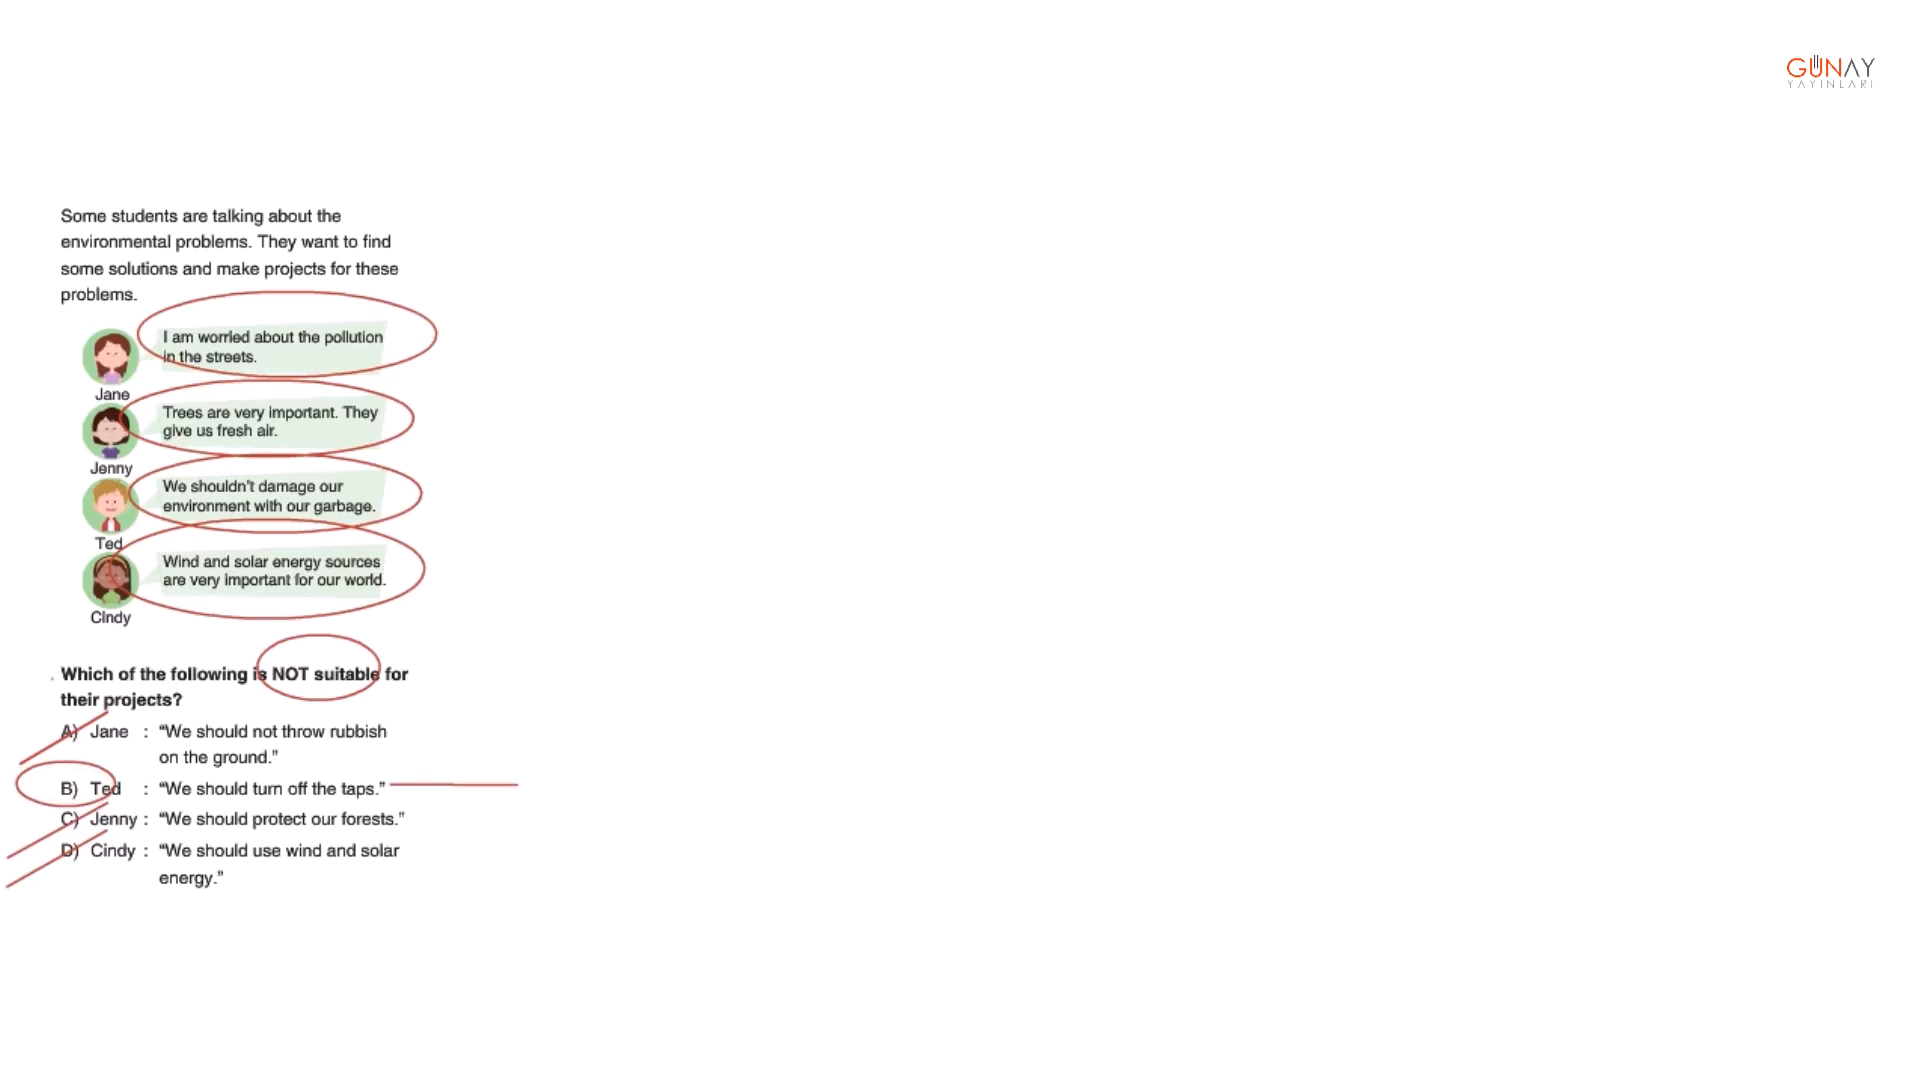 GÜNAY
YAYINLARI
Some students are talking about the
environmental problems. They want to find
some solutions and make projects for these
problems.
I am worried about the pollution
in the streets.
Jane
Trees are very important. They
give us fresh air.
Jenny
We shouldn't damage our
environment with our garbage.
Ted
Wind and solar energy sources
are very important for our world.
Cindy
Which of the following is NOT suitable for
their projects?
A) Jane : “We should not throw rubbish
on the ground.”
B) Ted : “We should turn off the taps.”
C) Jenny : “We should protect our forests.”
D) Cindy : “We should use wind and solar
energy.”